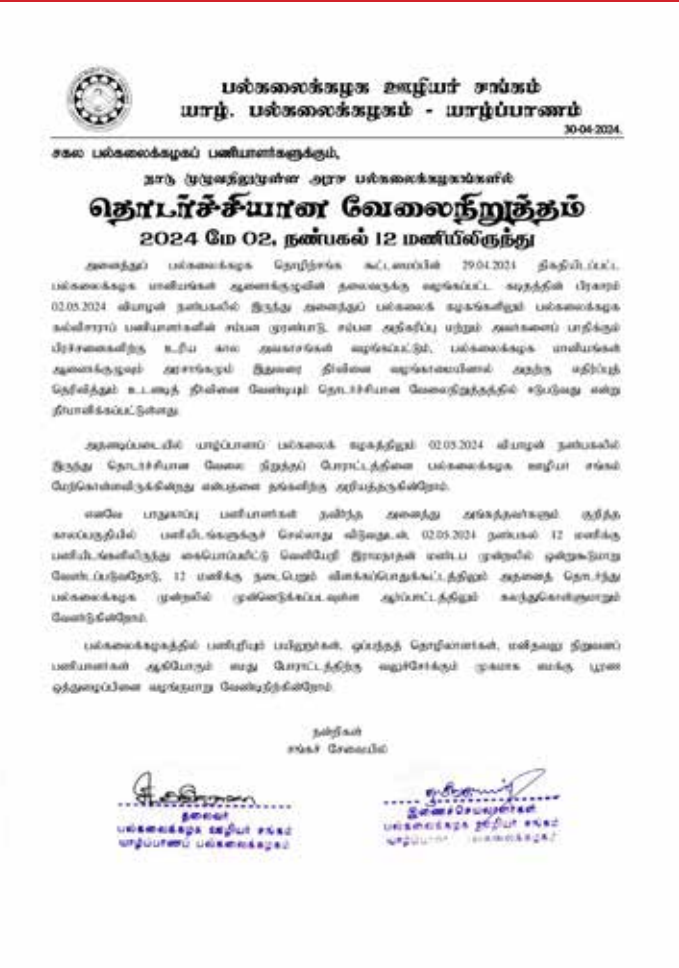 பல்கலைக்கழக ஊழியர் சங்கம்
யாழ். பல்கலைக்கழகம் - யாழ்ப்பாணம்
30-04-2024.
சகல பல்கலைக்கழகப் பணியாளர்களுக்கும்,
நாடு முழுவதிலுமுள்ள அரச பல்கலைக்கழகங்களில்
தொடர்ச்சியான வேலைநிறுத்தம்
2024 மே 02, நண்பகல் 12 மணியிலிருந்து
அனைத்துப் பல்கலைக்கழக தொழிற்சங்க கூட்டமைப்பின் 29.04.2024 திகதியிடப்பட்ட
பல்கலைக்கழக மானியங்கள் ஆணைக்குழுவின் தலைவருக்கு வழங்கப்பட்ட கடிதத்தின் பிரகாரம்
02.05.2024 வியாழன் நண்பகலில் இருந்து அனைத்துப் பல்கலைக் கழகங்களிலும் பல்கலைக்கழக
கல்விசாராப் பணியாளர்களின் சம்பள முரண்பாடு, சம்பள அதிகரிப்பு மற்றும் அவர்களைப் பாதிக்கும்
பிரச்சனைகளிற்கு உரிய கால அவகாசங்கள் வழங்கப்பட்டும், பல்கலைக்கழக மானியங்கள்
ஆணைக்குழுவும் அரசாங்கமும் இதுவரை தீர்வினை வழங்காமையினால் அதற்கு எதிர்ப்புத்
தெரிவித்தும் உடனடித் தீர்வினை வேண்டியும் தொடர்ச்சியான வேலைநிறுத்தத்தில் ஈடுபடுவது என்று
தீர்மானிக்கப்பட்டுள்ளது.
அதனடிப்படையில் யாழ்ப்பாணப் பல்கலைக் கழகத்திலும் 02.05.2024 வியாழன் நண்பகலில்
இருந்து தொடர்ச்சியான வேலை நிறுத்தப் போராட்டத்தினை பல்கலைக்கழக ஊழியர் சங்கம்
மேற்கொள்ளவிருக்கின்றது என்பதனை தங்களிற்கு அறியத்தருகின்றோம்.
எனவே பாதுகாப்பு பணியாளர்கள் தவிர்ந்த அனைத்து அங்கத்தவர்களும் குறித்த
காலப்பகுதியில் பணியிடங்களுக்குச் செல்லாது விடுவதுடன், 02.05.2024 நண்பகல் 12 மணிக்கு
பணியிடங்களிலிருந்து கையொப்பமிட்டு வெளியேறி இராமநாதன் மண்டப முன்றலில் ஒன்றுகூடுமாறு
வேண்டப்படுவதோடு, 12 மணிக்கு நடைபெறும் விளக்கப்பொதுக்கூட்டத்திலும் அதனைத் தொடர்ந்து
பல்கலைக்கழக முன்றலில் முன்னெடுக்கப்படவுள்ள ஆர்ப்பாட்டத்திலும் கலந்துகொள்ளுமாறும்
வேண்டுகின்றோம்.
பல்கலைக்கழகத்தில் பணிபுரியும் பயிலுநர்கள், ஒப்பந்தத் தொழிலாளர்கள், மனிதவலு நிறுவனப்
பணியாளர்கள் ஆகியோரும் எமது போராட்டத்திற்கு வலுச்சேர்க்கும் முகமாக எமக்கு பூரண
ஒத்துழைப்பினை வழங்குமாறு வேண்டிநிற்கின்றோம்.
நன்றிகள்
சங்கச் சேவையில்
தலைவர்
பல்கலைக்கழக ஊழியர் சங்கம்
யாழ்ப்பாணப் பல்கலைக்கழகம்
இணைச்செயலாளர்கள்
பல்கலைக்கழக ஊழியர் சங்கம்
யாழ்ப்பாணப் பல்கலைக்கழகம்